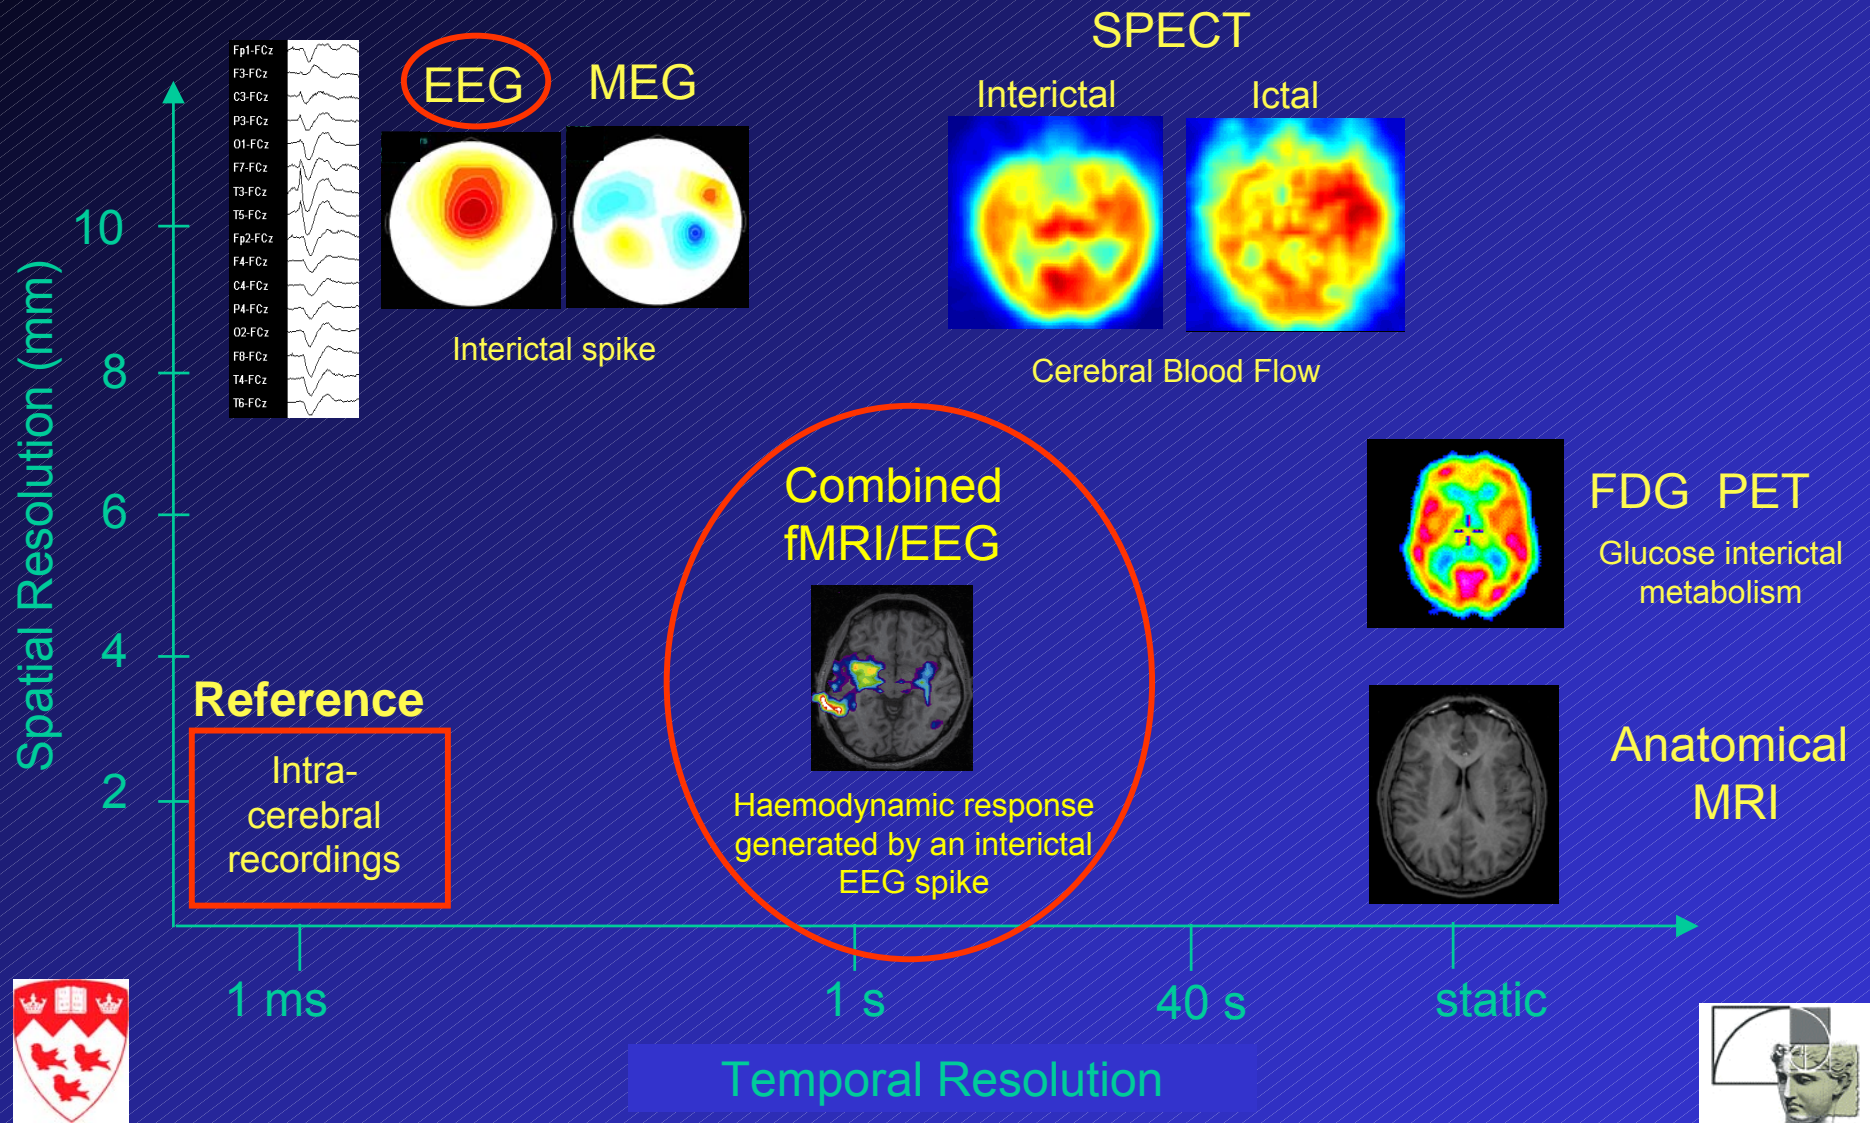 SPECT
EEG
MEG
Interictal
Ictal
Fp1-FCz
F3-FCz
C3-FCz
P3-FCz
O1-FCz
F7-FCz
T3-FCz
T5-FCz
Fp2-FCz
F4-FCz
C4-FCz
P4-FCz
O2-FCz
F8-FCz
T4-FCz
T6-FCz
Interictal spike
Cerebral Blood Flow
Combined
fMRI/EEG
Haemodynamic response
generated by an interictal
EEG spike
FDG PET
Glucose interictal
metabolism
Anatomical
MRI
Reference
Intra-
cerebral
recordings
Spatial Resolution (mm)
10
8
6
4
2
1 ms
1 s
40 s
static
Temporal Resolution